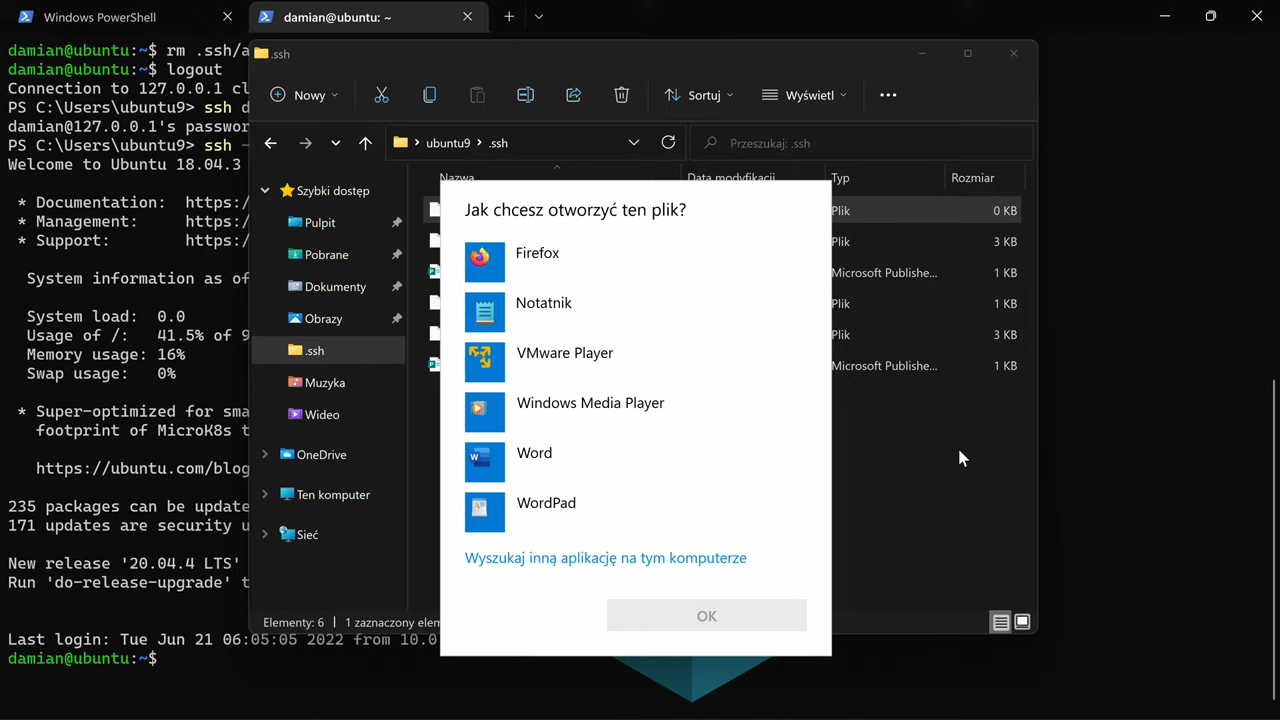 Windows PowerShell
damian@ubuntu: ~
damian@ubuntu:~$ rm .ssh/a
damian@ubuntu:~$ logout
Connection to 127.0.0.1 cl
PS C:\Users\ubuntu9> ssh d
damian@127.0.0.1's passwor
PS C:\Users\ubuntu9> ssh -
Welcome to Ubuntu 18.04.3
* Documentation: https:/
* Management: https:/
* Support: https:/
System information as of
System load: 0.0
Usage of /: 41.5% of 9
Memory usage: 16%
Swap usage: 0%
* Super-optimized for sma
footprint of MicroK8s t
https://ubuntu.com/blog
235 packages can be update
171 updates are security u
New release '20.04.4 LTS'
Run 'do-release-upgrade' t
Last login: Tue Jun 21 06:05:05 2022 from 10.0
damian@ubuntu:~$
.ssh
Nowy
Sortuj
Wyświetl
ubuntu9 > .ssh
Przeszukaj: .ssh
Szybki dostęp
Pulpit
Pobrane
Dokumenty
Obrazy
.ssh
Muzyka
Wideo
OneDrive
Ten komputer
Sieć
Nazwa Data modyfikacji Typ Rozmiar
Plik 0 KB
Plik 3 KB
Microsoft Publishe... 1 KB
Plik 1 KB
Plik 3 KB
Microsoft Publishe... 1 KB
Elementy: 6 | 1 zaznaczony elem
Jak chcesz otworzyć ten plik?
Firefox
Notatnik
VMware Player
Windows Media Player
Word
WordPad
Wyszukaj inną aplikację na tym komputerze
OK